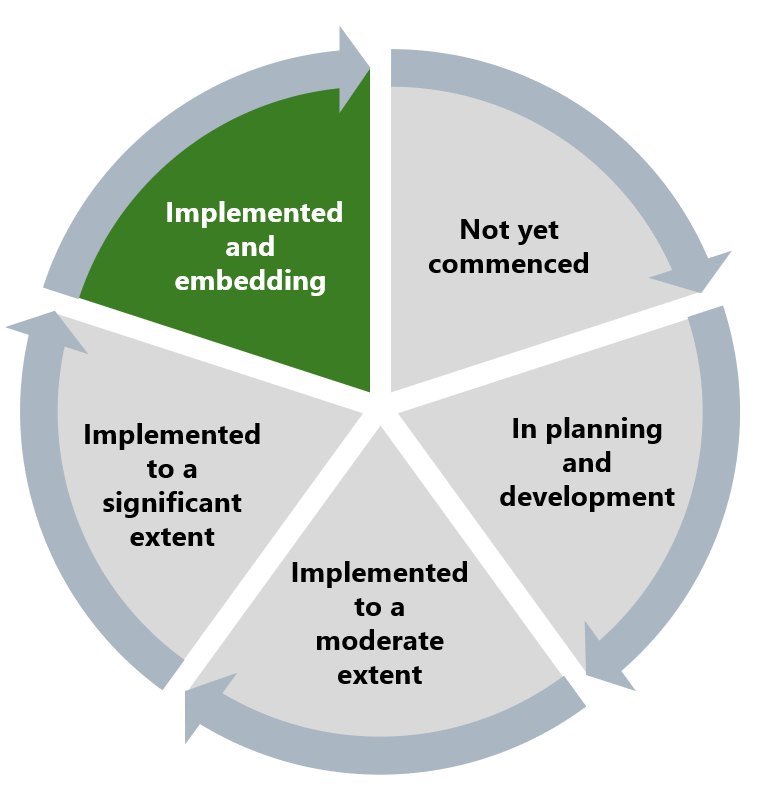 Not yet
commenced
In planning
and
development
Implemented
to a
moderate
extent
Implemented
to a
significant
extent
Implemented
and
embedding